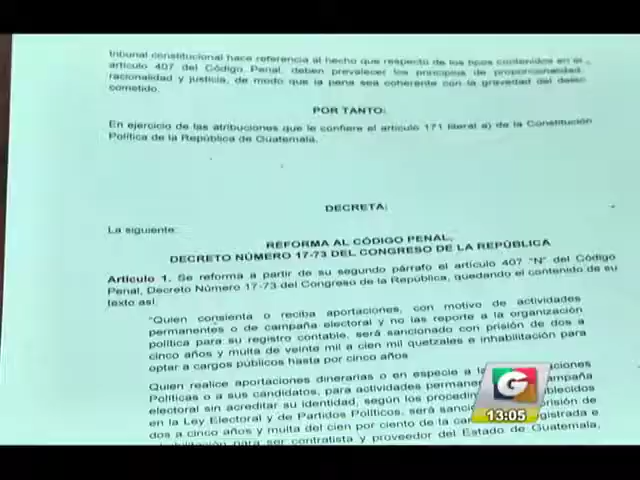 tribunal constitucional hace referencia al hecho que respecto de los tipos contenidos en el
artículo 407 del Código Penal, deben prevalecer los principios de proporcionalidad,
racionalidad y justicia, de modo que la pena sea coherente con la gravedad del
cometido.
POR TANTO:
En ejercicio de las atribuciones que le confiere el artículo 171 literal a) de la Constitución
Política de la República de Guatemala.
DECRETA:
La siguiente:
REFORMA AL CÓDIGO PENAL,
DECRETO NÚMERO 17-73 DEL CONGRESO DE LA REPÚBLICA
Artículo 1. Se reforma a partir de su segundo párrafo el artículo 407 "N" del Código
Penal, Decreto Número 17-73 del Congreso de la República, quedando el contenido de su
texto así
"Quien consienta o reciba aportaciones, con motivo de actividades
permanentes o de campaña electoral y no las reporte a la organización
política para su registro contable, será sancionado con prisión de dos a
cinco años y multa de veinte mil a cien mil quetzales e inhabilitación para
optar a cargos públicos hasta por cinco años
Quien realice aportaciones dinerarias o en especie a
Políticas o a sus candidatos, para actividades
electoral sin acreditar su identidad, según los
en la Ley Electoral y de Partidos Políticos, será
dos a cinco años y multa del cien por ciento de la
para ser contratista y proveedor del Estado de Guatemala,
G
13:05